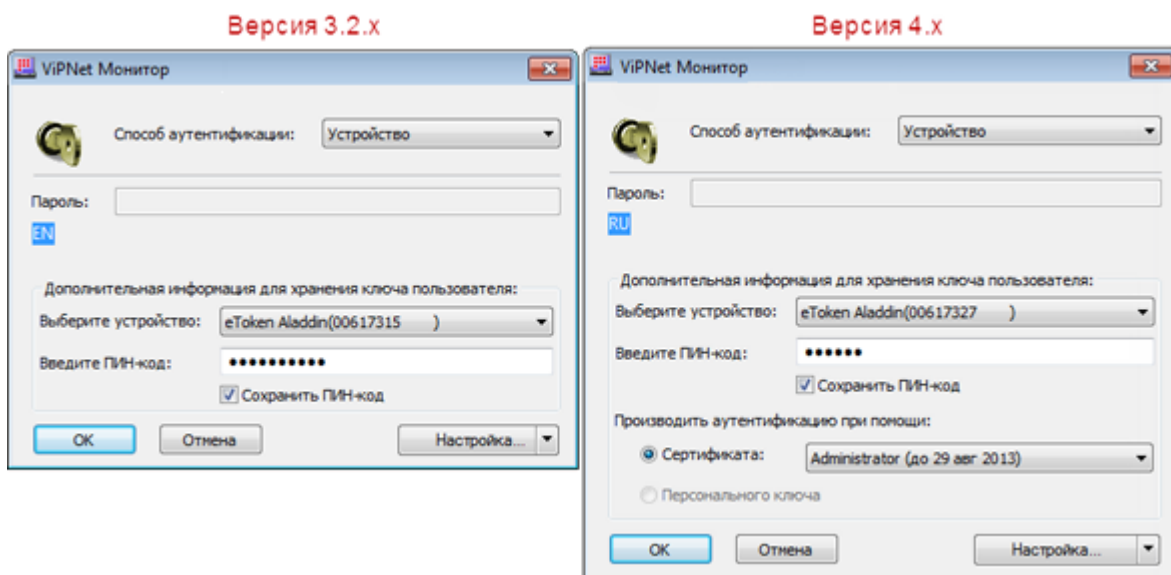 Версия 3.2.x
ViPNet Монитор
Способ аутентификации: Устройство
Пароль:
EN
Дополнительная информация для хранения ключа пользователя:
Выберите устройство: eToken Aladdin(00617315 )
Введите ПИН-код: ••••••••••
Сохранить ПИН-код
OK Отмена Настройка...
Версия 4.x
ViPNet Монитор
Способ аутентификации: Устройство
Пароль:
RU
Дополнительная информация для хранения ключа пользователя:
Выберите устройство: eToken Aladdin(00617327 )
Введите ПИН-код: ••••••
Сохранить ПИН-код
Производить аутентификацию при помощи:
Сертификата: Administrator (до 29 авг 2013)
Персонального ключа
OK Отмена Настройка...